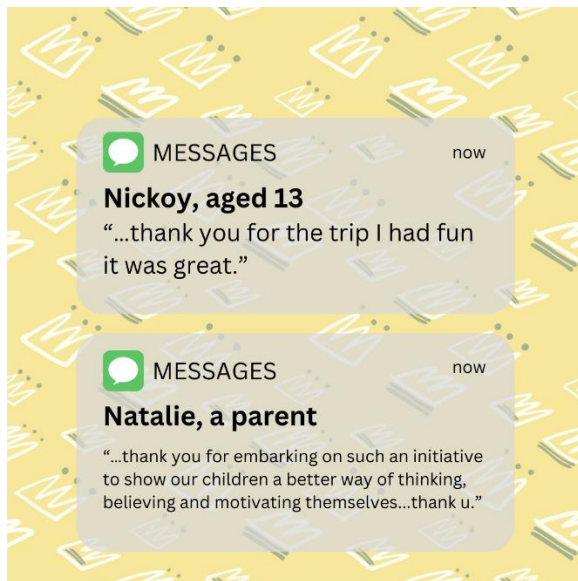 MESSAGES now
Nickoy, aged 13
“...thank you for the trip I had fun
it was great.”
MESSAGES now
Natalie, a parent
“...thank you for embarking on such an initiative
to show our children a better way of thinking,
believing and motivating themselves...thank u.”